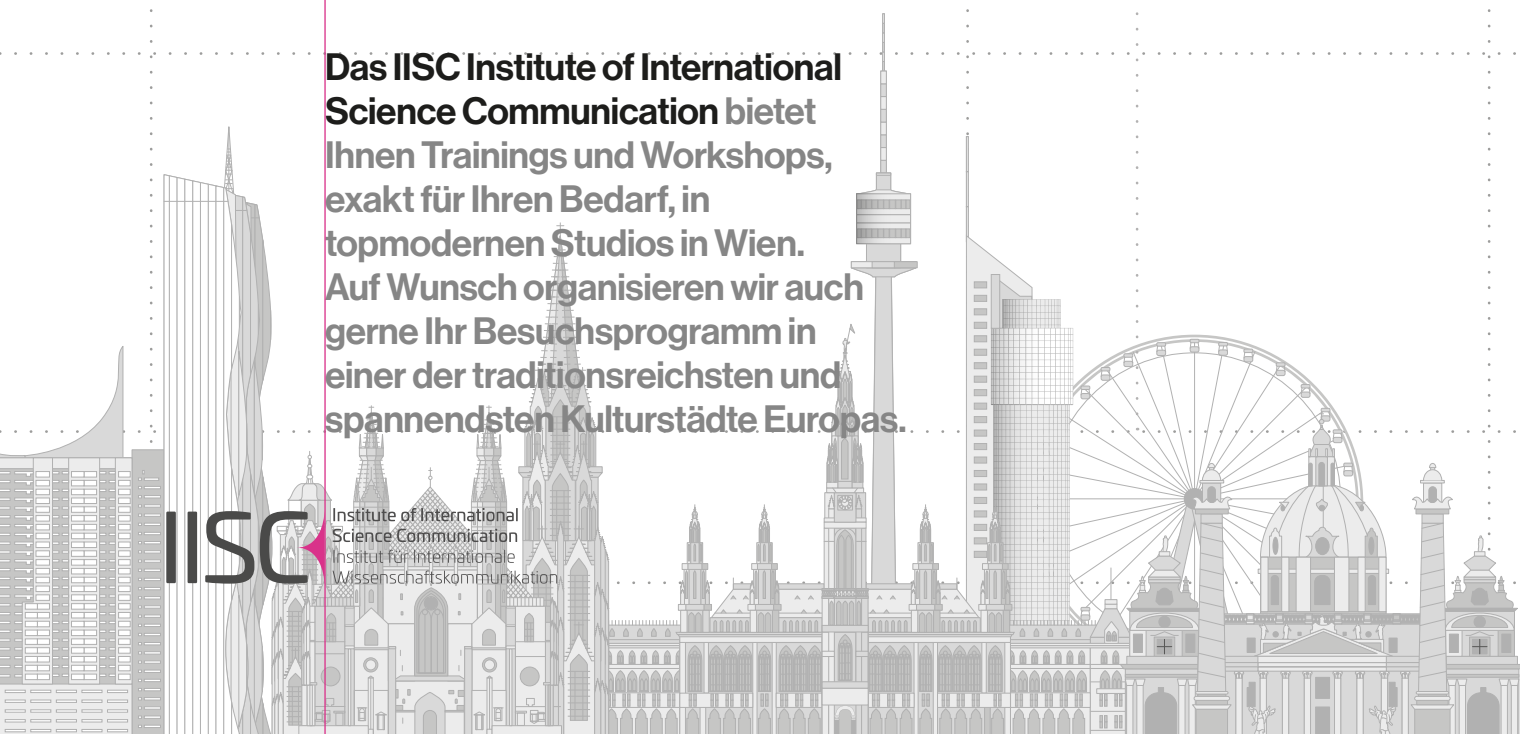 Das IISC Institute of International
Science Communication bietet
Ihnen Trainings und Workshops,
exakt für Ihren Bedarf, in
topmodernen Studios in Wien.
Auf Wunsch organisieren wir auch
gerne Ihr Besuchsprogramm in
einer der traditionsreichsten und
spannendsten Kulturstädte Europas.
IISC
Institute of International
Science Communication
Institut für Internationale
Wissenschaftskommunikation